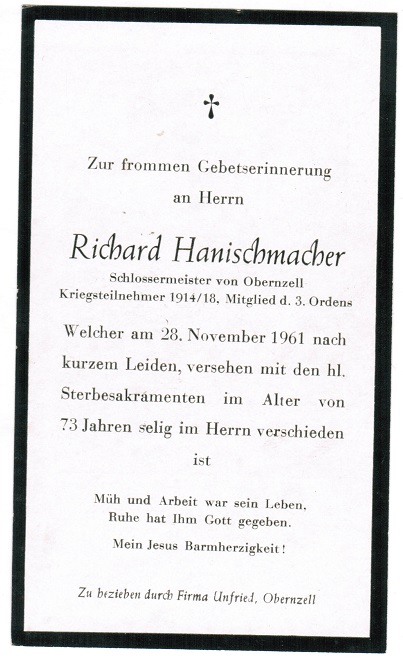 Zur frommen Gebetserinnerung
an Herrn
Richard Hanischmacher
Schlossermeister von Obernzell
Kriegsteilnehmer 1914/18, Mitglied d. 3. Ordens
Welcher am 28. November 1961 nach
kurzem Leiden, versehen mit den hl.
Sterbesakramenten im Alter von
73 Jahren selig im Herrn verschieden
ist
Müh und Arbeit war sein Leben,
Ruhe hat Ihm Gott gegeben.
Mein Jesus Barmherzigkeit!
Zu beziehen durch Firma Unfried, Obernzell